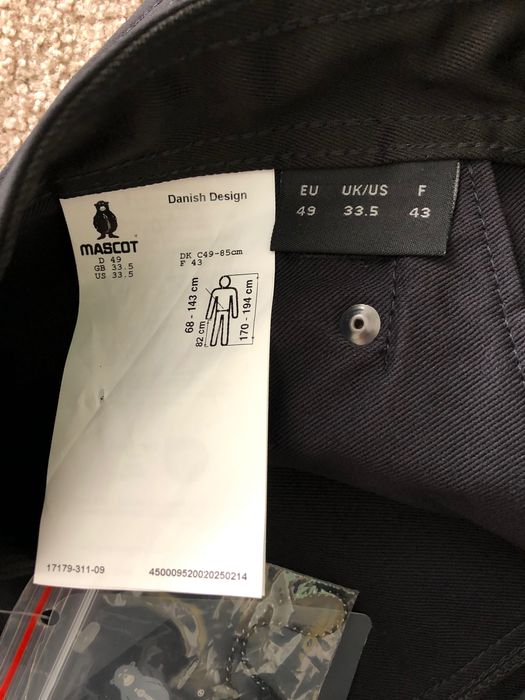 Danish Design
MASCOT
D 49
GB 33.5
US 33.5
DK C49-85cm
F 43
68 - 143 cm
82 cm
170 - 194 cm
17179-311-09
450009520020250214
EU UK/US F
49 33.5 43